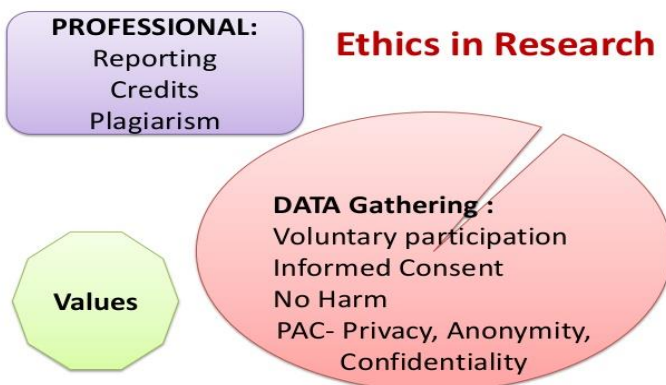 PROFESSIONAL:
Reporting
Credits
Plagiarism
Ethics in Research
DATA Gathering :
Voluntary participation
Informed Consent
No Harm
PAC- Privacy, Anonymity,
Confidentiality
Values